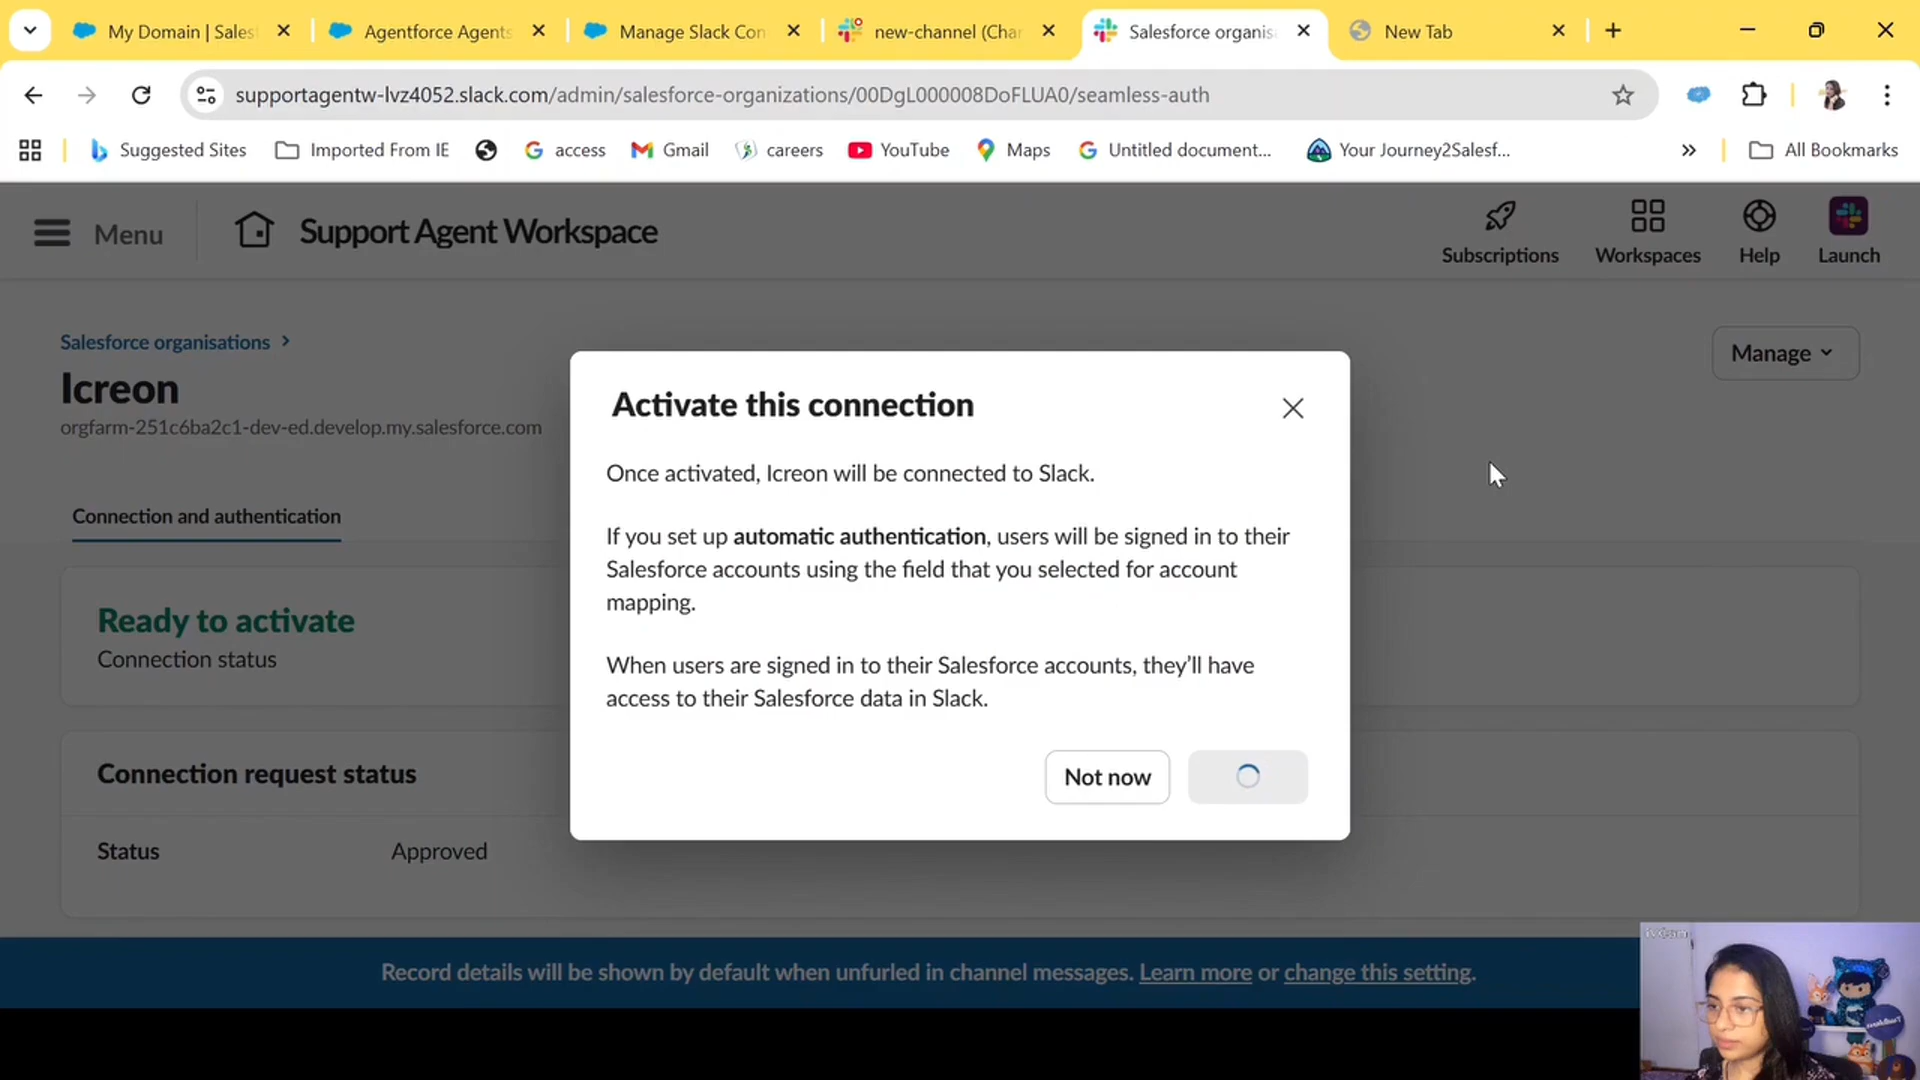 My Domain | Sales
Agentforce Agents
Manage Slack Con
new-channel (Char
Salesforce organis
New Tab
supportagentw-lvz4052.slack.com/admin/salesforce-organizations/00DgL000008DoFLUA0/seamless-auth
Suggested Sites
Imported From IE
access
Gmail
careers
YouTube
Maps
Untitled document...
Your Journey2Salesf...
All Bookmarks
Menu
Support Agent Workspace
Subscriptions
Workspaces
Help
Launch
Salesforce organisations
Icreon
orgfarm-251c6ba2c1-dev-ed.develop.my.salesforce.com
Manage
Connection and authentication
Ready to activate
Connection status
Connection request status
Status
Approved
Activate this connection
Once activated, Icreon will be connected to Slack.
If you set up automatic authentication, users will be signed in to their
Salesforce accounts using the field that you selected for account
mapping.
When users are signed in to their Salesforce accounts, they’ll have
access to their Salesforce data in Slack.
Not now
Record details will be shown by default when unfurled in channel messages. Learn more or change this setting.